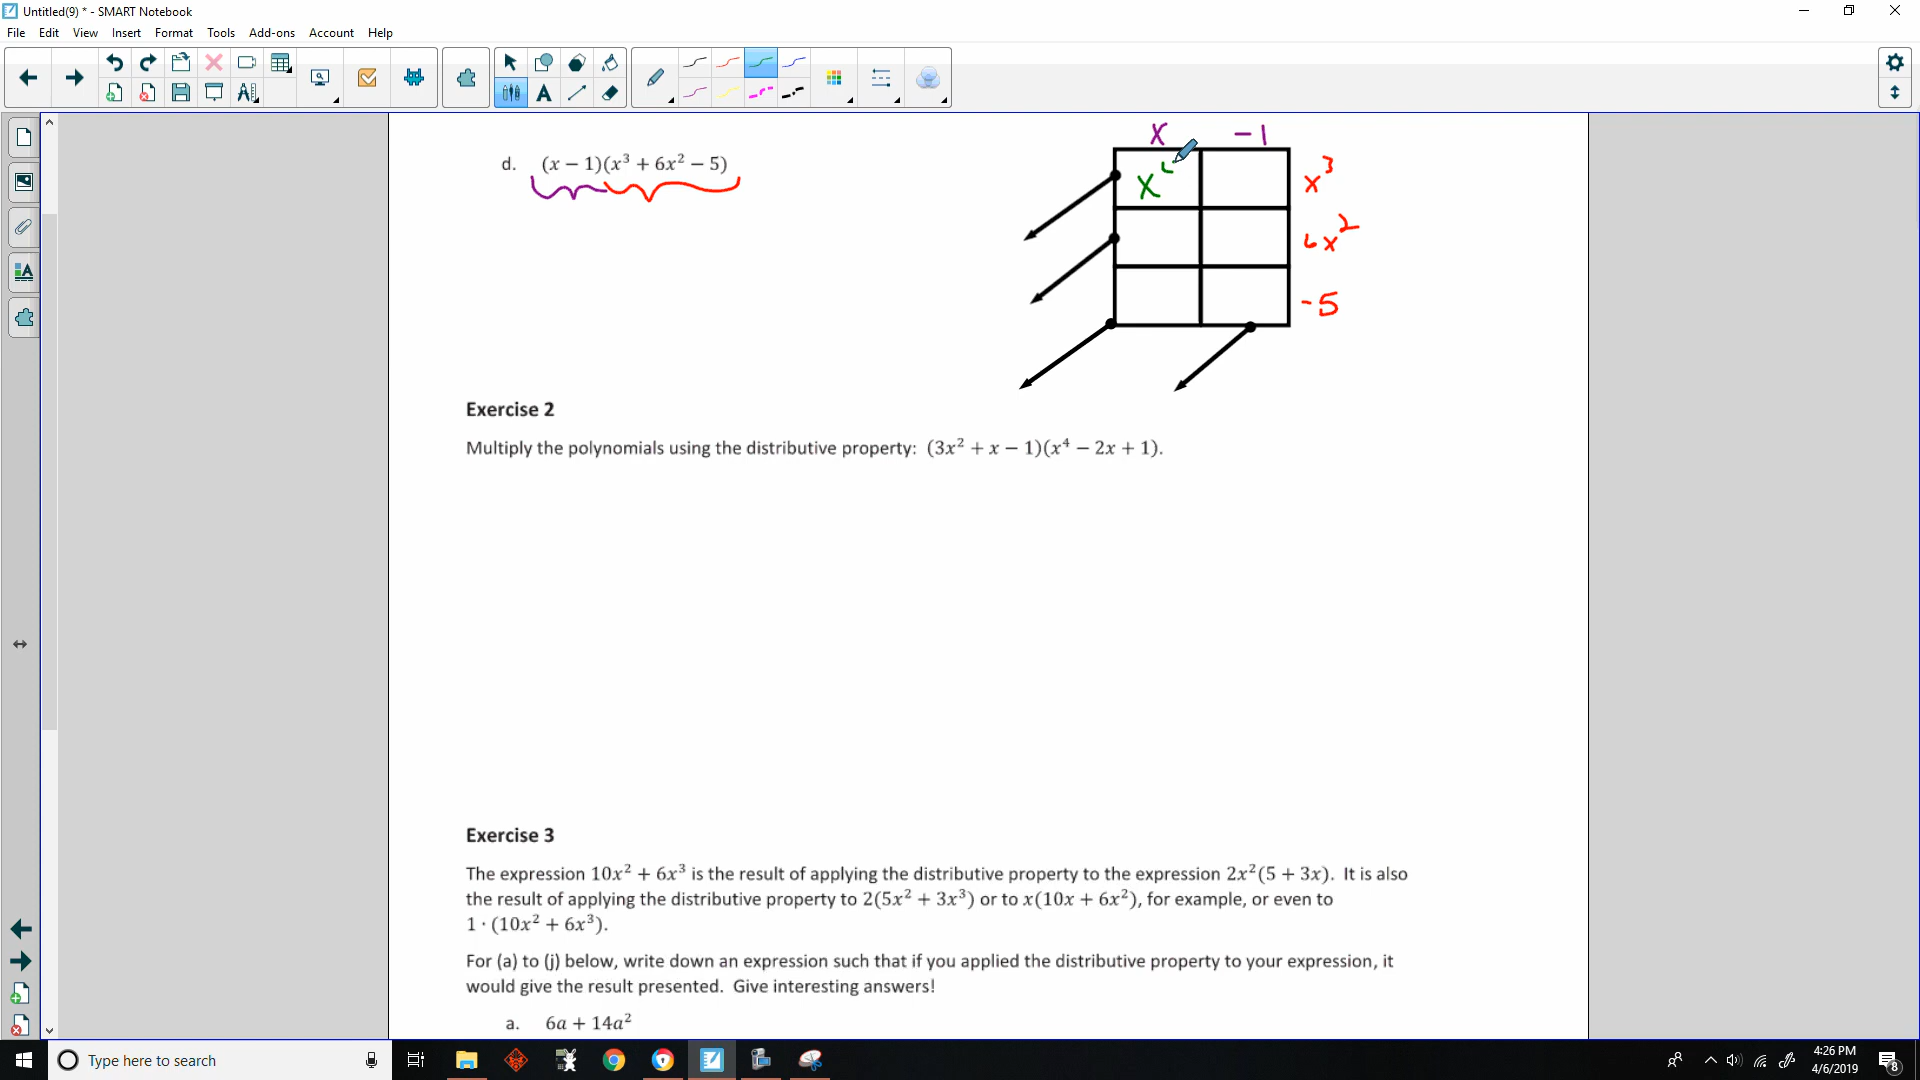 Untitled(9) * - SMART Notebook
File Edit View Insert Format Tools Add-ons Account Help
x -1
d. (x − 1)(x³ + 6x² − 5)
x x³
6x²
-5
Exercise 2
Multiply the polynomials using the distributive property: (3x² + x − 1)(x⁴ − 2x + 1).
Exercise 3
The expression 10x² + 6x³ is the result of applying the distributive property to the expression 2x²(5 + 3x). It is also
the result of applying the distributive property to 2(5x² + 3x³) or to x(10x + 6x²), for example, or even to
1 · (10x² + 6x³).
For (a) to (j) below, write down an expression such that if you applied the distributive property to your expression, it
would give the result presented. Give interesting answers!
a. 6a + 14a²
Type here to search
4:26 PM
4/6/2019
8